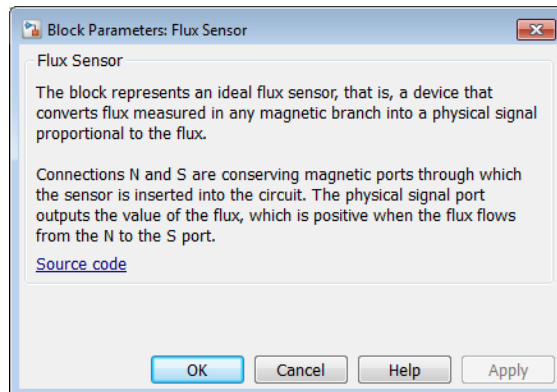 Block Parameters: Flux Sensor
Flux Sensor
The block represents an ideal flux sensor, that is, a device that
converts flux measured in any magnetic branch into a physical signal
proportional to the flux.
Connections N and S are conserving magnetic ports through which
the sensor is inserted into the circuit. The physical signal port
outputs the value of the flux, which is positive when the flux flows
from the N to the S port.
Source code
OK Cancel Help Apply